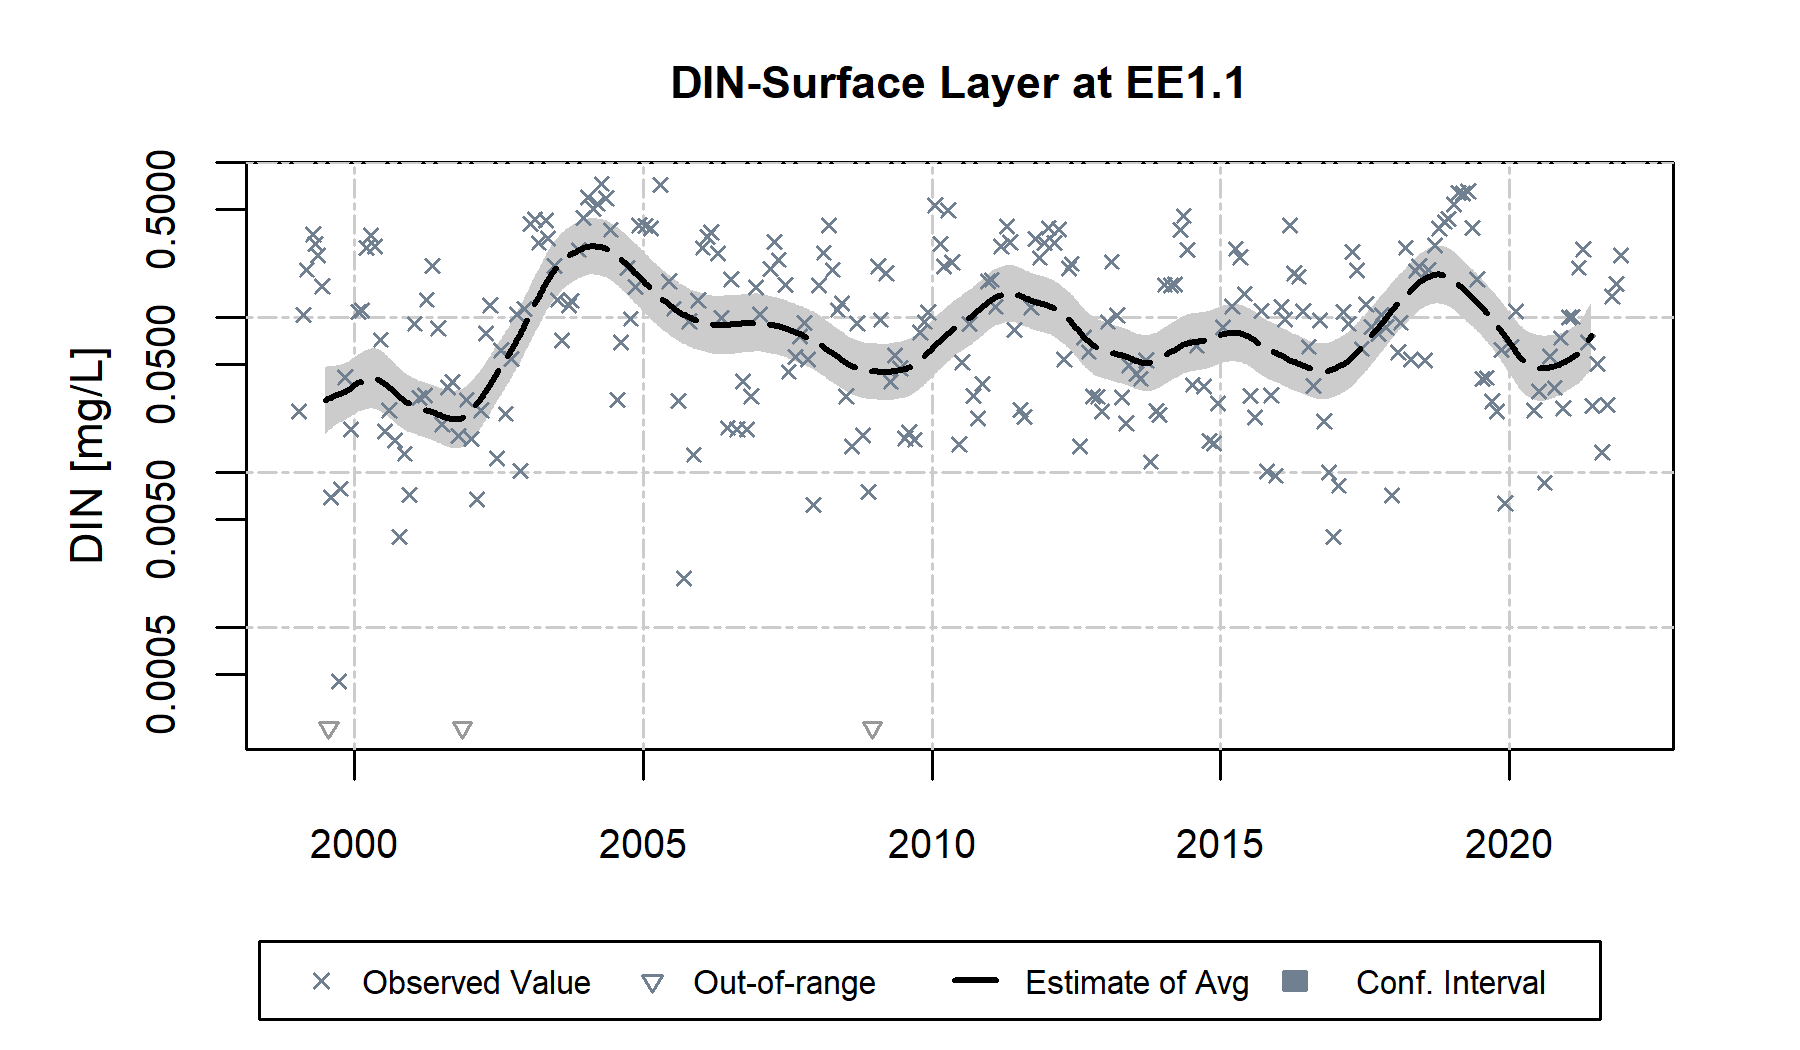 DIN-Surface Layer at EE1.1
DIN [mg/L]
0.5000
0.0500
0.0050
0.0005
2000 2005 2010 2015 2020
Observed Value Out-of-range Estimate of Avg Conf. Interval